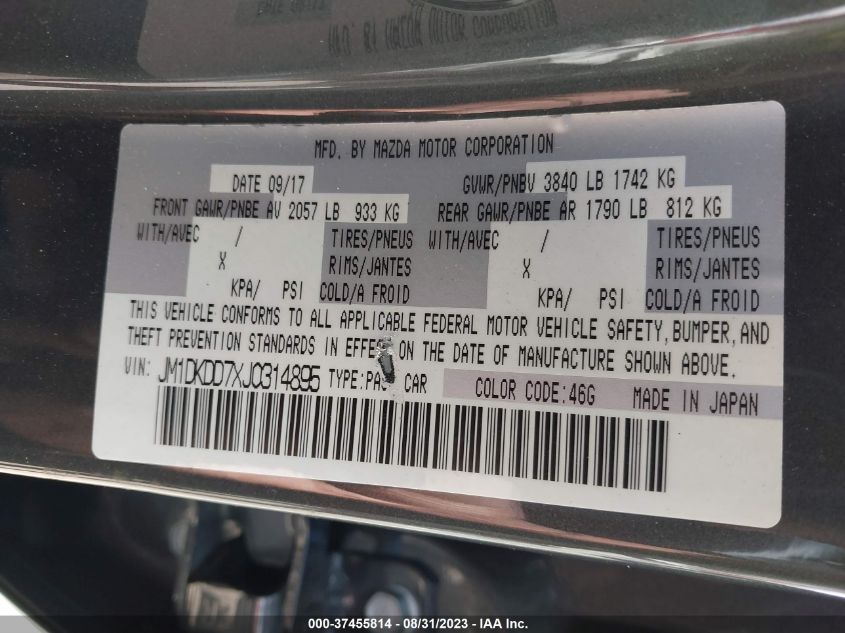 MFD. BY MAZDA MOTOR CORPORATION
DATE 09/17 GVWR/PNBV 3840 LB 1742 KG
FRONT GAWR/PNBE AV 2057 LB 933 KG REAR GAWR/PNBE AR 1790 LB 812 KG
WITH/AVEC / TIRES/PNEUS WITH/AVEC / TIRES/PNEUS
X RIMS/JANTES X RIMS/JANTES
KPA/ PSI COLD/A FROID KPA/ PSI COLD/A FROID
THIS VEHICLE CONFORMS TO ALL APPLICABLE FEDERAL MOTOR VEHICLE SAFETY, BUMPER, AND
THEFT PREVENTION STANDARDS IN EFFECT ON THE DATE OF MANUFACTURE SHOWN ABOVE.
VIN: JM1DKDD7XJ0314895 TYPE:PAS CAR COLOR CODE:46G MADE IN JAPAN
000-37455814 - 08/31/2023 - IAA Inc.